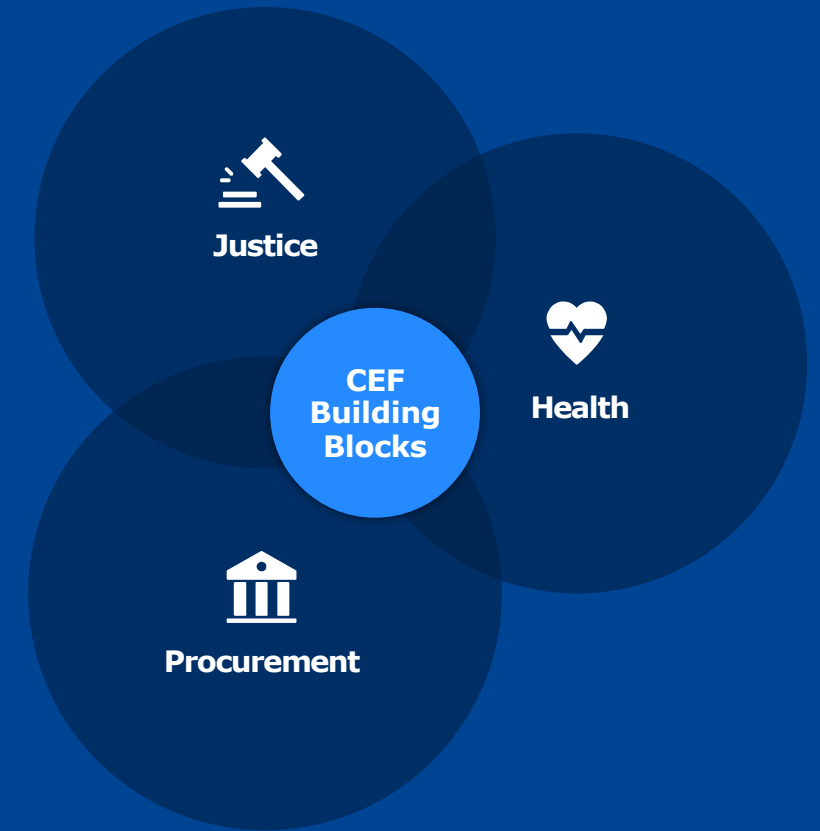 Justice
CEF
Building
Blocks
Health
Procurement